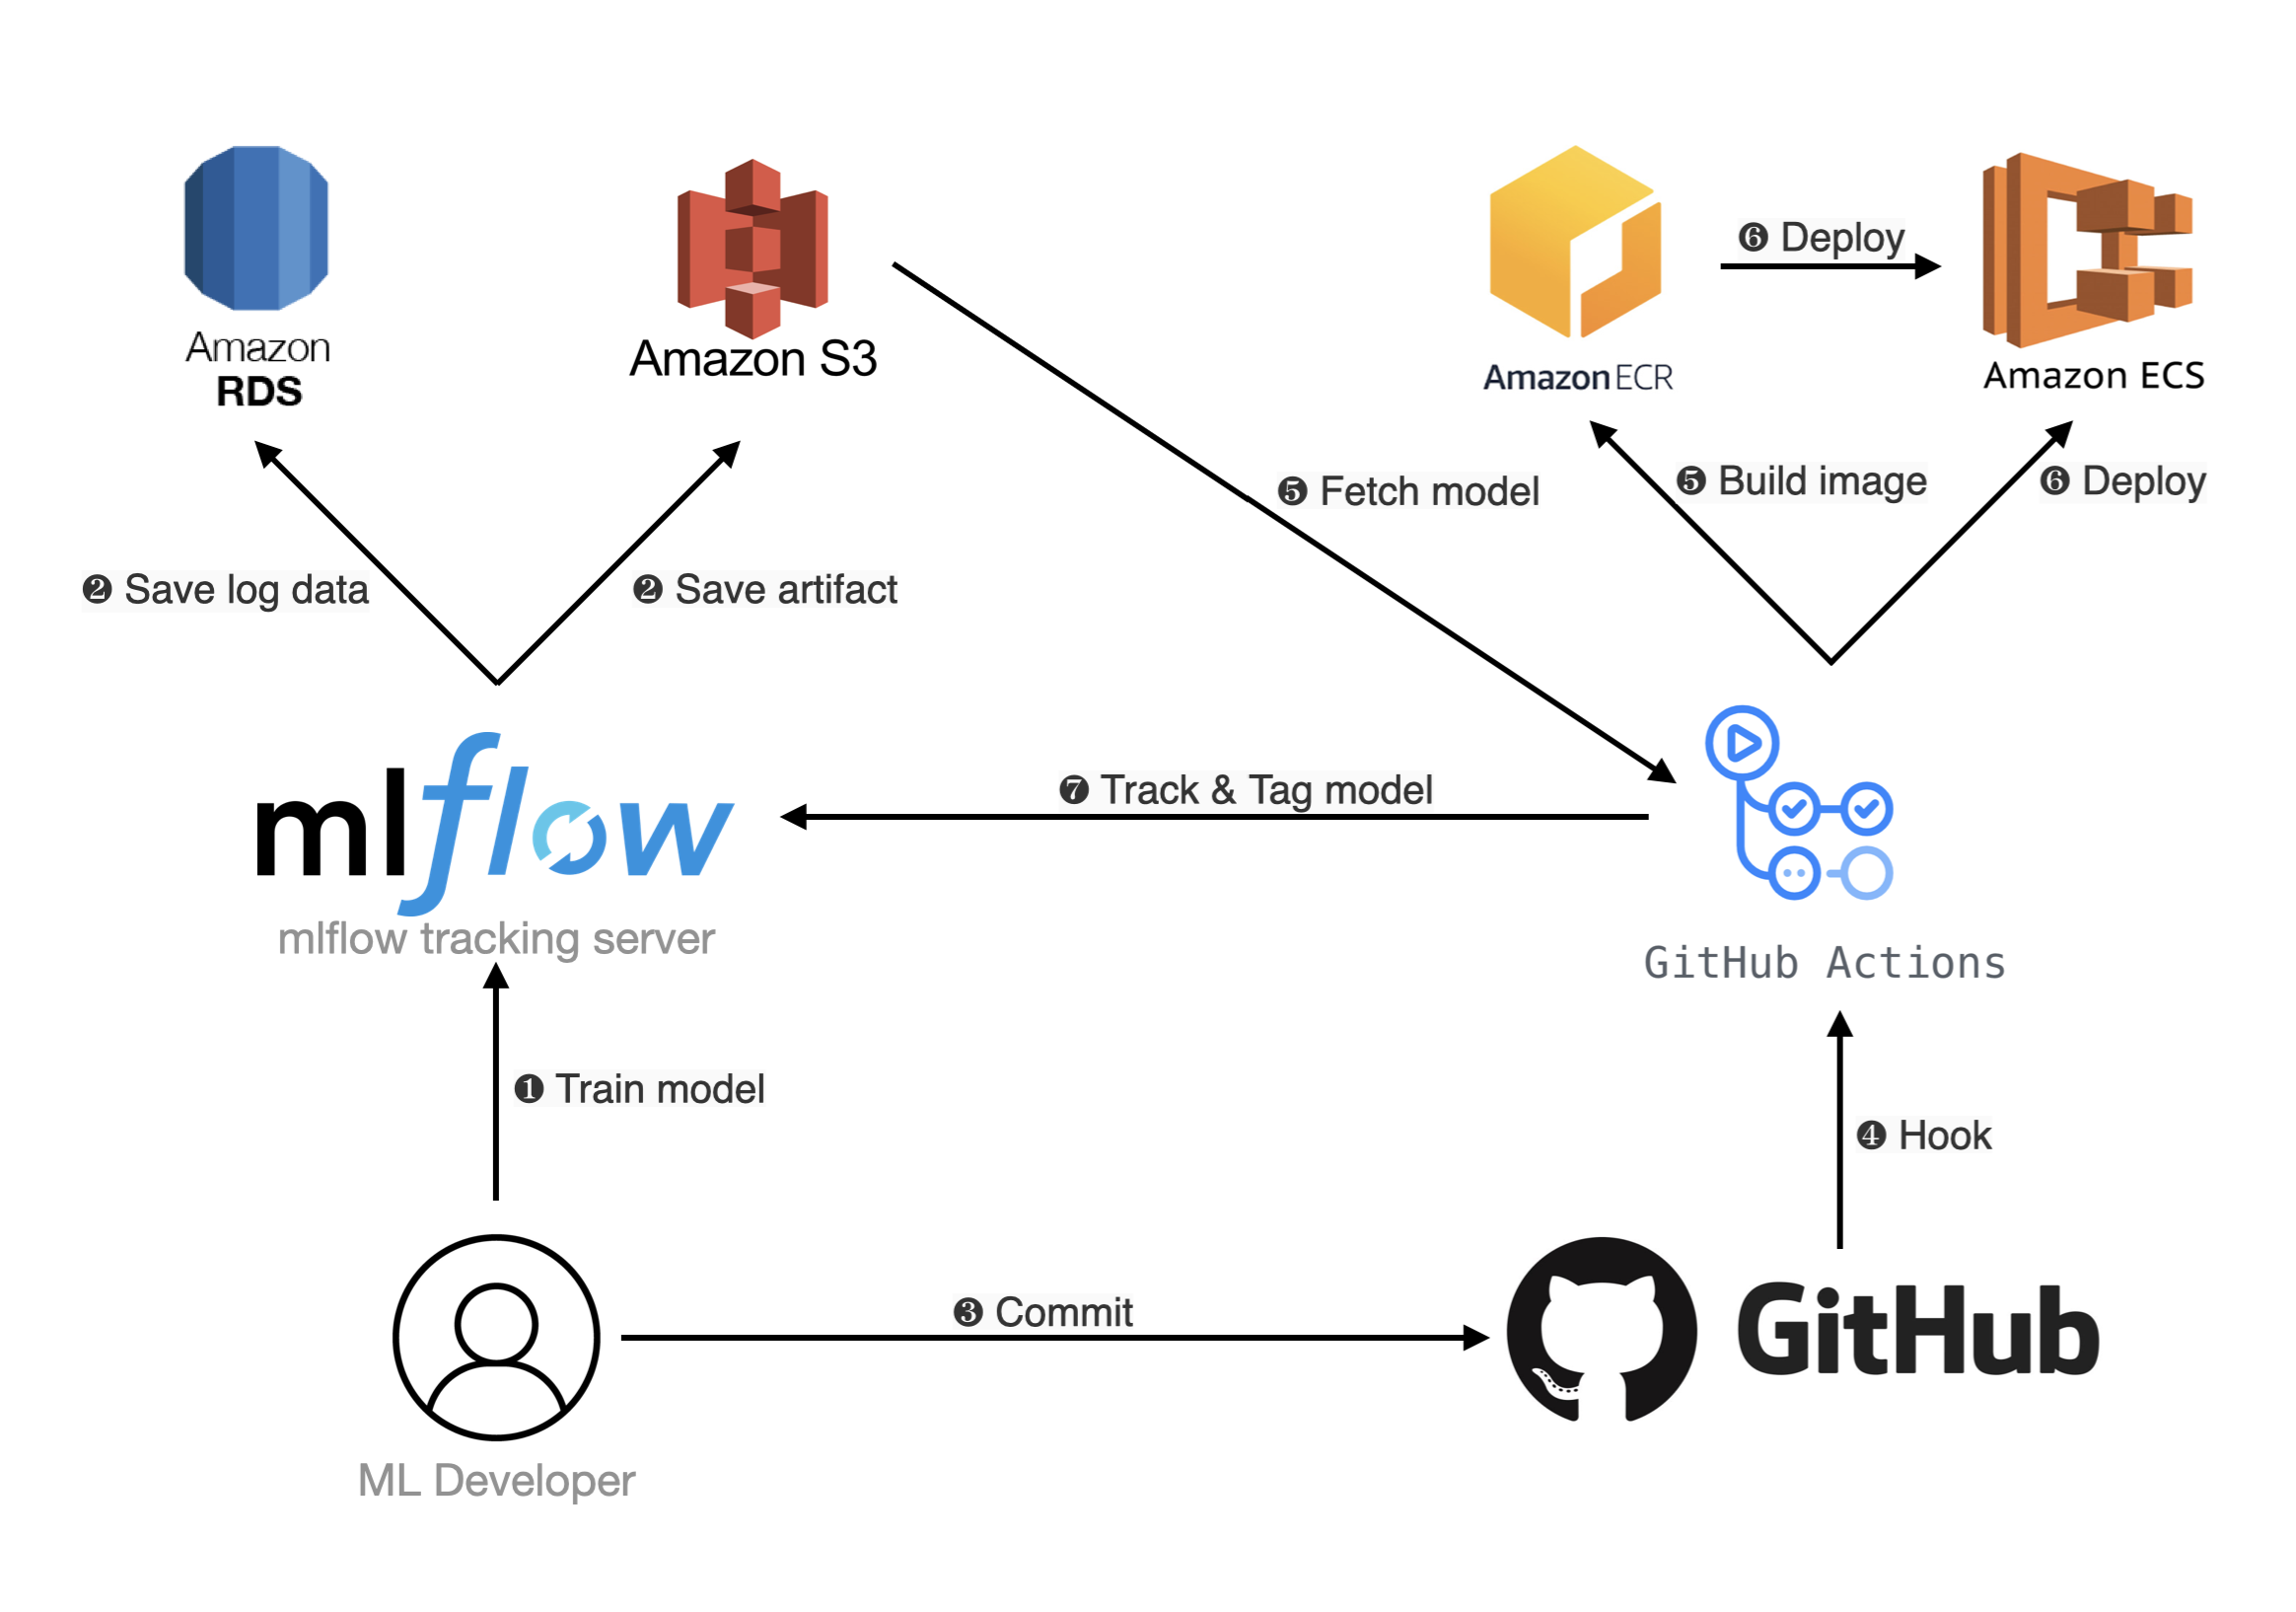 Amazon
RDS
Amazon S3
Amazon ECR
❻ Deploy
Amazon ECS
❺ Fetch model
❺ Build image
❻ Deploy
❷ Save log data
❷ Save artifact
mlflow
mlflow tracking server
❼ Track & Tag model
GitHub Actions
❶ Train model
❹ Hook
❸ Commit
GitHub
ML Developer